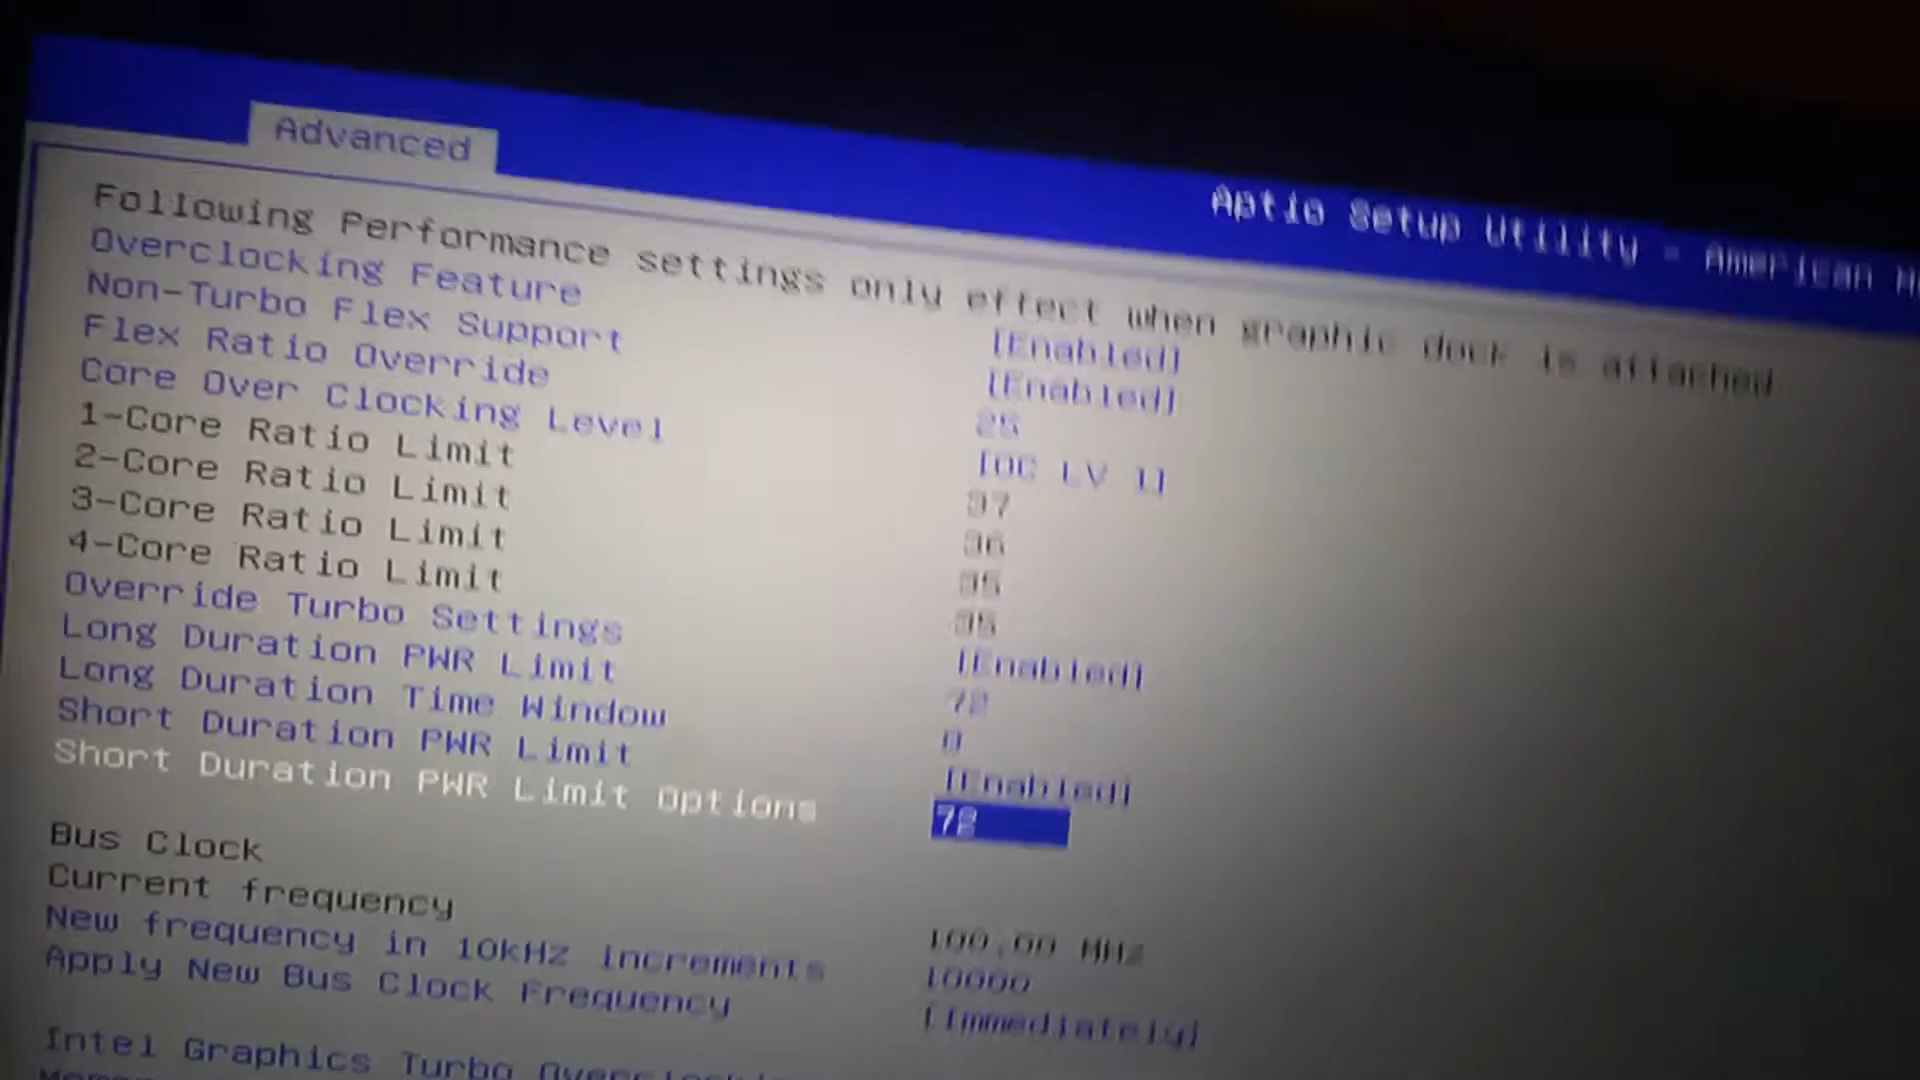 Aptio Setup Utility - American M
Advanced
Following Performance settings only effect when graphic dock is attached
Overclocking Feature [Enabled]
Non-Turbo Flex Support [Enabled]
Flex Ratio Override 25
Core Over Clocking Level [OC LV 1]
1-Core Ratio Limit 37
2-Core Ratio Limit 36
3-Core Ratio Limit 35
4-Core Ratio Limit 35
Override Turbo Settings [Enabled]
Long Duration PWR Limit 72
Long Duration Time Window 0
Short Duration PWR Limit [Enabled]
Short Duration PWR Limit Options 72
Bus Clock
Current frequency 100.00 MHz
New frequency in 10kHz increments 10000
Apply New Bus Clock Frequency [Immediately]
Intel Graphics Turbo